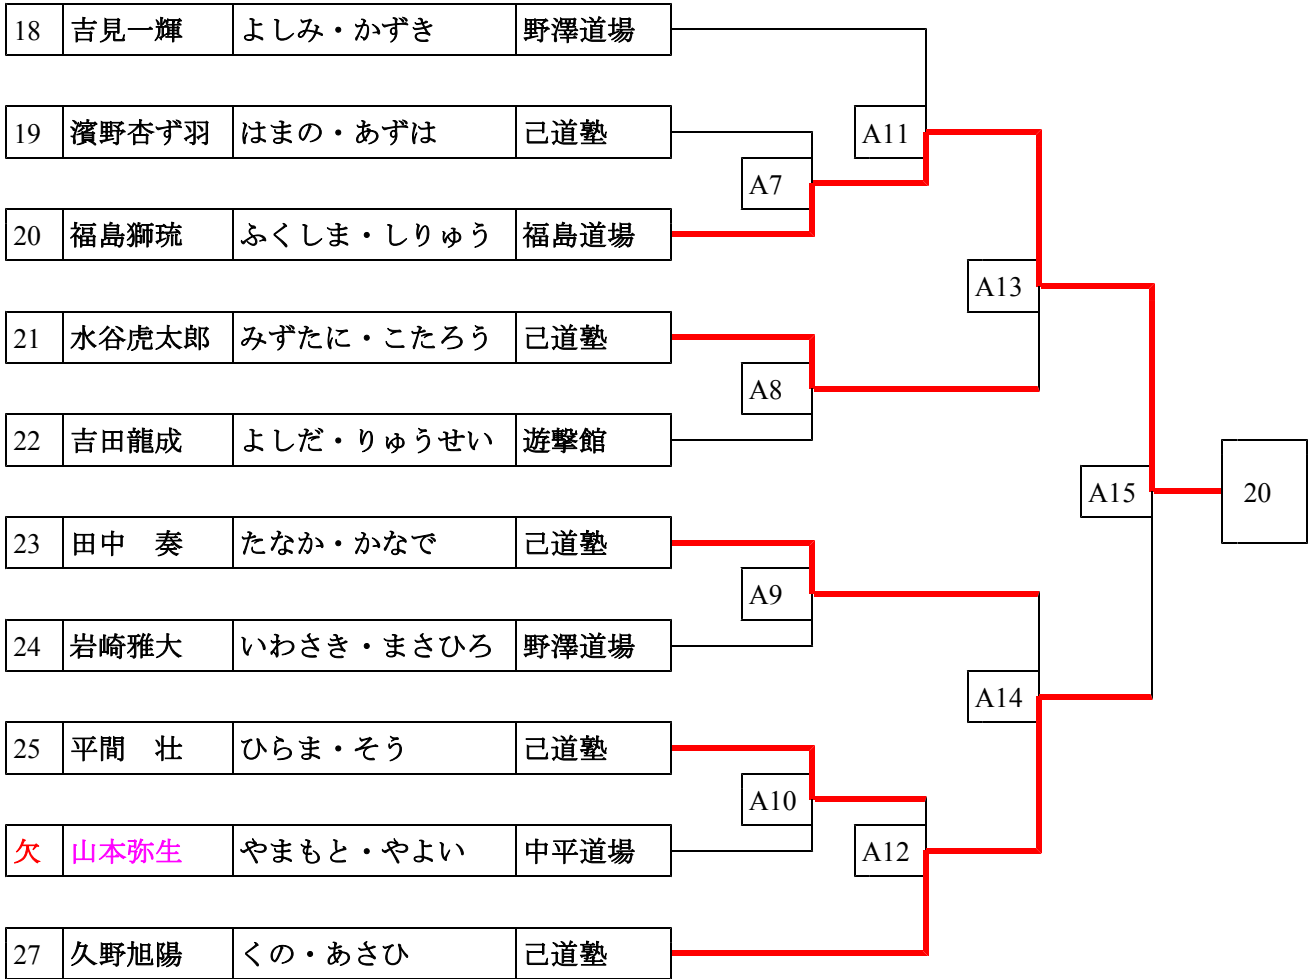 18 吉見一輝 よしみ・かずき 野澤道場
19 濱野杏ず羽 はまの・あずは 己道塾
A11
A7
20 福島獅琉 ふくしま・しりゅう 福島道場
A13
21 水谷虎太郎 みずたに・こたろう 己道塾
A8
22 吉田龍成 よしだ・りゅうせい 遊撃館
A15 20
23 田中　奏 たなか・かなで 己道塾
A9
24 岩崎雅大 いわさき・まさひろ 野澤道場
A14
25 平間　壮 ひらま・そう 己道塾
A10
欠 山本弥生 やまもと・やよい 中平道場
A12
27 久野旭陽 くの・あさひ 己道塾